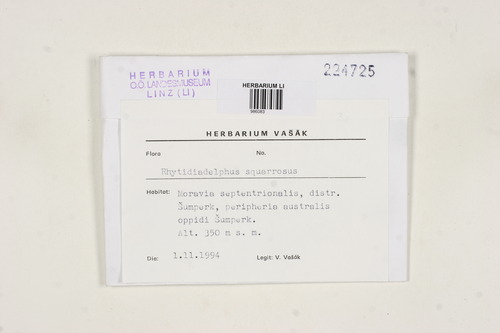 HERBARIUM
O.Ö. LANDESMUSEUM
LINZ (LI)
HERBARIUM LI
224725
HERBARIUM VAŠÁK
Flora No.
Rhytidiadelphus squarrosus
Habitat: Moravia septentrionalis, distr.
Šumperk, peripheria australis
oppidi Šumperk.
Alt. 350 m s. m.
Die: 1.11.1994 Legit: V. Vašák